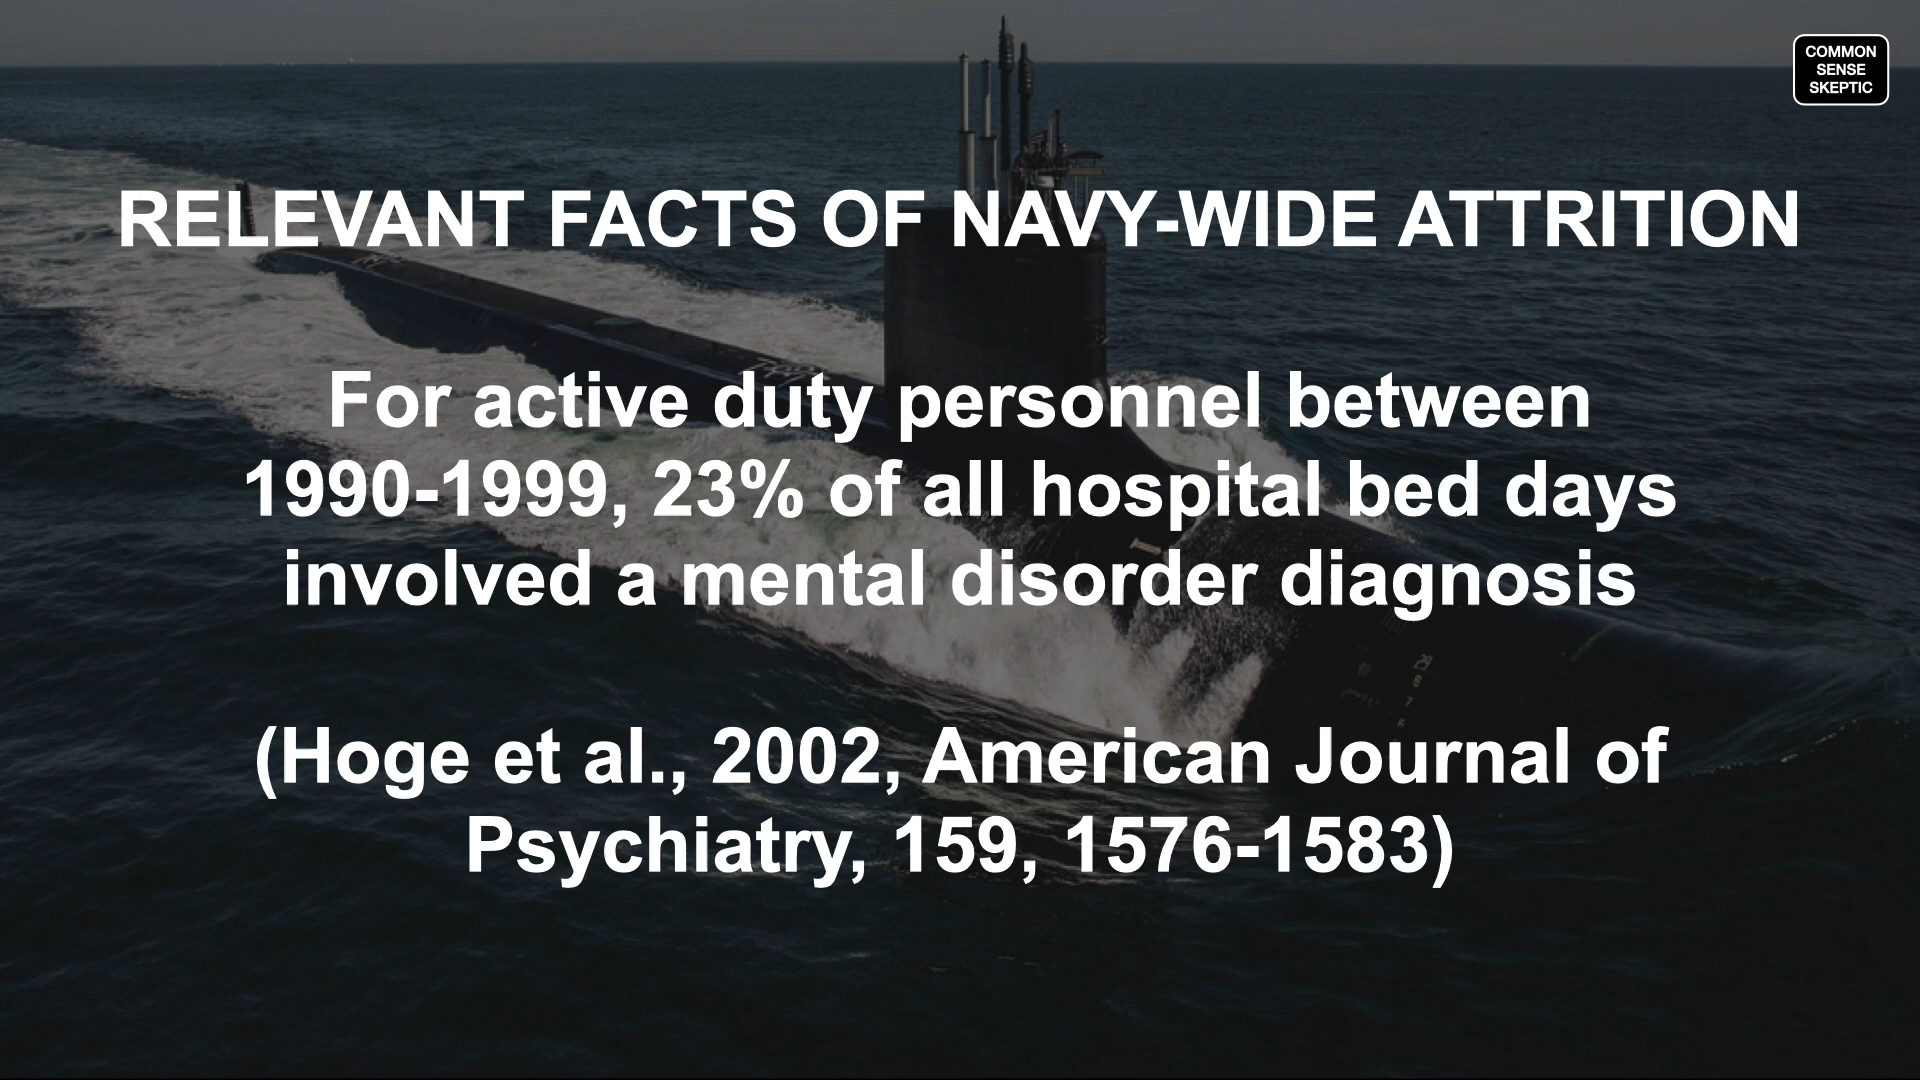 COMMON
SENSE
SKEPTIC
RELEVANT FACTS OF NAVY-WIDE ATTRITION
For active duty personnel between
1990-1999, 23% of all hospital bed days
involved a mental disorder diagnosis
(Hoge et al., 2002, American Journal of
Psychiatry, 159, 1576-1583)